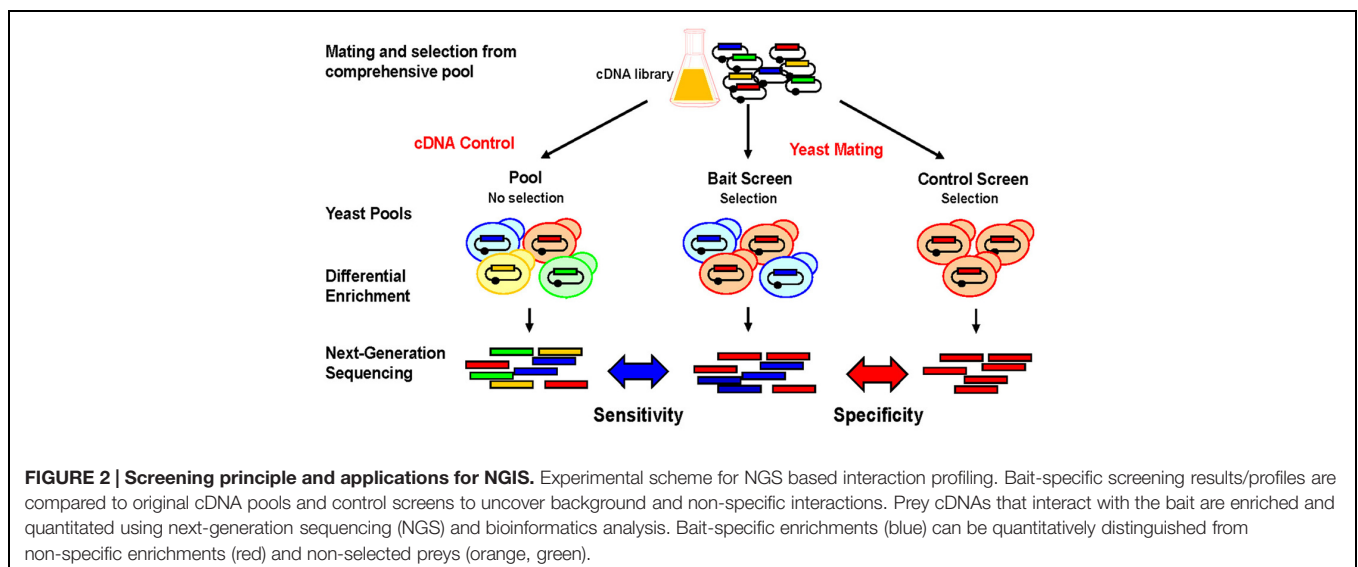 Mating and selection from
comprehensive pool
cDNA library
cDNA Control
Yeast Mating
Pool
No selection
Bait Screen
Selection
Control Screen
Selection
Yeast Pools
Differential
Enrichment
Next-Generation
Sequencing
Sensitivity
Specificity
FIGURE 2 | Screening principle and applications for NGIS. Experimental scheme for NGS based interaction profiling. Bait-specific screening results/profiles are
compared to original cDNA pools and control screens to uncover background and non-specific interactions. Prey cDNAs that interact with the bait are enriched and
quantitated using next-generation sequencing (NGS) and bioinformatics analysis. Bait-specific enrichments (blue) can be quantitatively distinguished from
non-specific enrichments (red) and non-selected preys (orange, green).